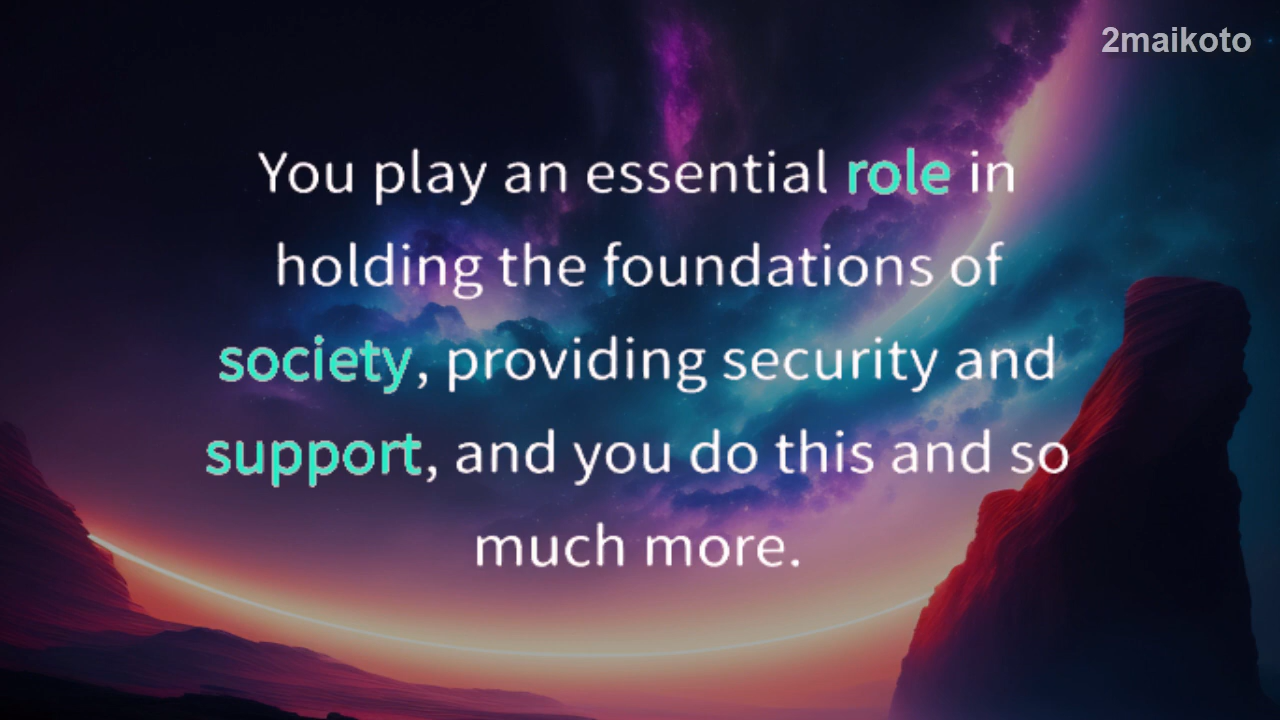 2maikoto
You play an essential role in
holding the foundations of
society, providing security and
support, and you do this and so
much more.